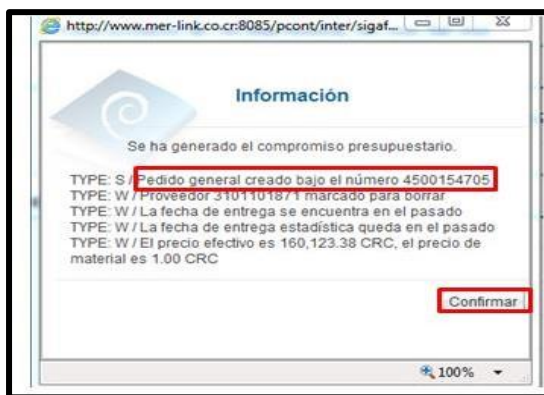 http://www.mer-link.co.cr:8085/pcont/inter/sigaf...
Información
Se ha generado el compromiso presupuestario.
TYPE: S / Pedido general creado bajo el número 4500154705
TYPE: W / Proveedor 3101101871 marcado para borrar
TYPE: W / La fecha de entrega se encuentra en el pasado
TYPE: W / La fecha de entrega estadística queda en el pasado
TYPE: W / El precio efectivo es 160,123.38 CRC, el precio de
material es 1.00 CRC
Confirmar
100%